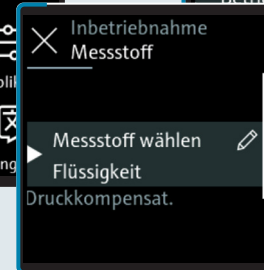 Inbetriebnahme
Messstoff
Messstoff wählen
Flüssigkeit
Druckkompensat.